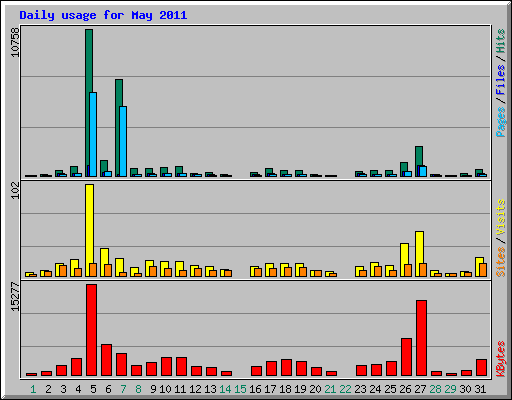 Daily usage for May 2011
10758
Pages / Files / Hits
102
Sites / Visits
15277
KBytes
1 2 3 4 5 6 7 8 9 10 11 12 13 14 15 16 17 18 19 20 21 22 23 24 25 26 27 28 29 30 31